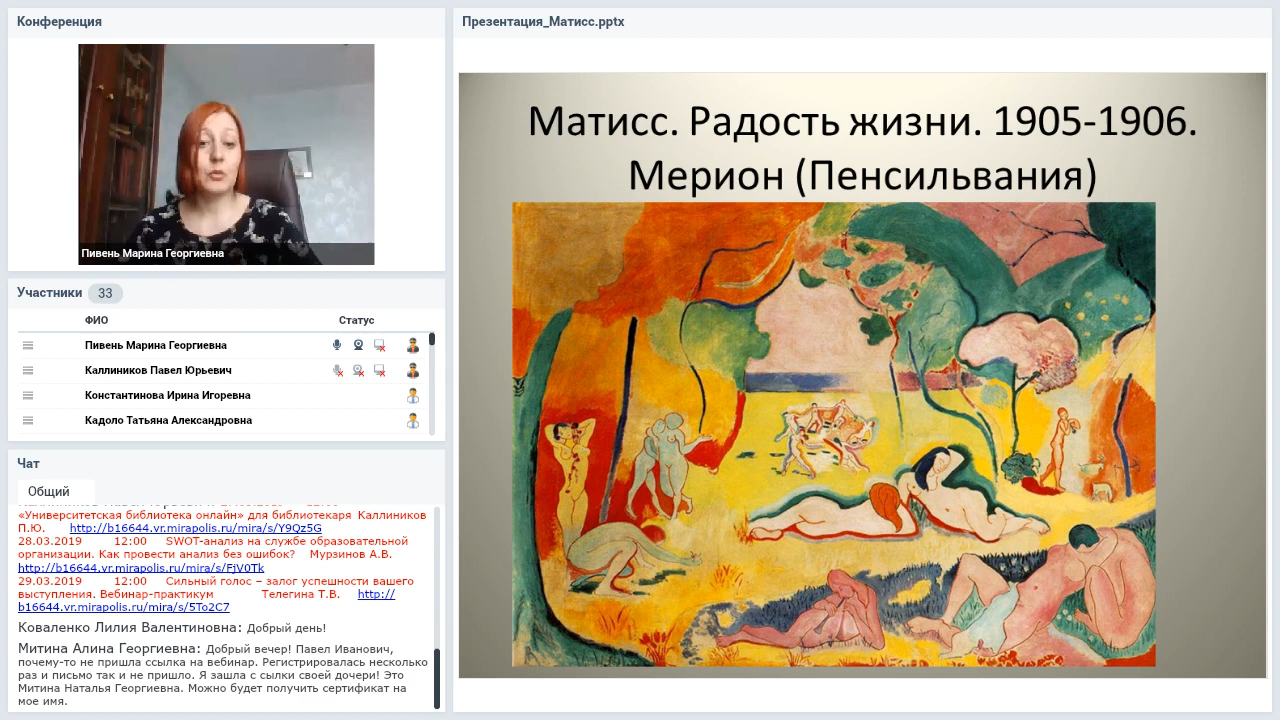 Конференция
Пивень Марина Георгиевна
Участники 33
ФИО Статус
Пивень Марина Георгиевна
Каллиников Павел Юрьевич
Константинова Ирина Игоревна
Кадоло Татьяна Александровна
Чат
Общий
«Университетская библиотека онлайн» для библиотекаря Каллиников
П.Ю. http://b16644.vr.mirapolis.ru/mira/s/Y9Qz5G
28.03.2019 12:00 SWOT-анализ на службе образовательной
организации. Как провести анализ без ошибок? Мурзинов А.В.
http://b16644.vr.mirapolis.ru/mira/s/FjV0Tk
29.03.2019 12:00 Сильный голос – залог успешности вашего
выступления. Вебинар-практикум Телегина Т.В. http://
b16644.vr.mirapolis.ru/mira/s/5To2C7
Коваленко Лилия Валентиновна: Добрый день!
Митина Алина Георгиевна: Добрый вечер! Павел Иванович,
почему-то не пришла ссылка на вебинар. Регистрировалась несколько
раз и письмо так и не пришло. Я зашла с сылки своей дочери! Это
Митина Наталья Георгиевна. Можно будет получить сертификат на
мое имя.
Презентация_Матисс.pptx
Матисс. Радость жизни. 1905-1906.
Мерион (Пенсильвания)